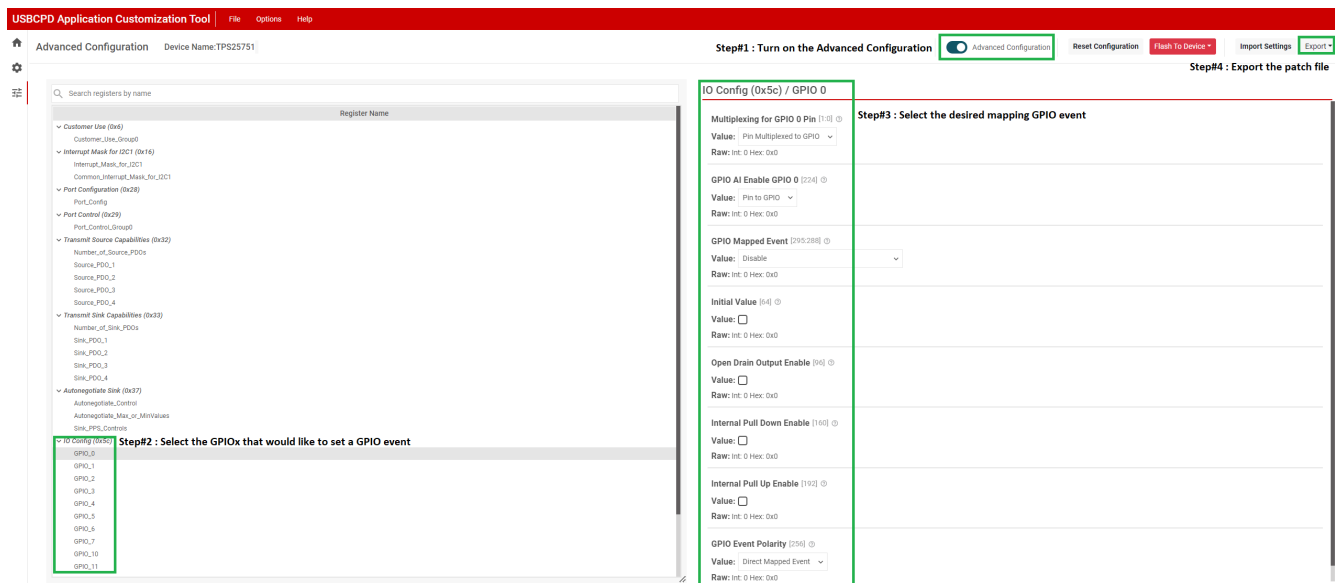 USBCPD Application Customization Tool File Options Help
Advanced Configuration Device Name:TPS25751 Step#1 : Turn on the Advanced Configuration Advanced Configuration Reset Configuration Flash To Device Import Settings Export
Step#4 : Export the patch file
Search registers by name
Register Name
Customer Use (0x6)
Customer_Use_Group0
Interrupt Mask for I2C1 (0x16)
Interrupt_Mask_for_I2C1
Common_Interrupt_Mask_for_I2C1
Port Configuration (0x28)
Port_Config
Port Control (0x29)
Port_Control_Group0
Transmit Source Capabilities (0x32)
Number_of_Source_PDOs
Source_PDO_1
Source_PDO_2
Source_PDO_3
Source_PDO_4
Transmit Sink Capabilities (0x33)
Number_of_Sink_PDOs
Sink_PDO_1
Sink_PDO_2
Sink_PDO_3
Sink_PDO_4
Autonegotiate Sink (0x37)
Autonegotiate_Control
Autonegotiate_Max_or_MinValues
Sink_PPS_Controls
IO Config (0x5c) Step#2 : Select the GPIOx that would like to set a GPIO event
GPIO_0
GPIO_1
GPIO_2
GPIO_3
GPIO_4
GPIO_5
GPIO_6
GPIO_7
GPIO_10
GPIO_11
IO Config (0x5c) / GPIO 0
Step#3 : Select the desired mapping GPIO event
Multiplexing for GPIO 0 Pin [1:0]
Value: Pin Multiplexed to GPIO
Raw: Int: 0 Hex: 0x0
GPIO AI Enable GPIO 0 [224]
Value: Pin to GPIO
Raw: Int: 0 Hex: 0x0
GPIO Mapped Event [295:288]
Value: Disable
Raw: Int: 0 Hex: 0x0
Initial Value [64]
Value:
Raw: Int: 0 Hex: 0x0
Open Drain Output Enable [96]
Value:
Raw: Int: 0 Hex: 0x0
Internal Pull Down Enable [160]
Value:
Raw: Int: 0 Hex: 0x0
Internal Pull Up Enable [192]
Value:
Raw: Int: 0 Hex: 0x0
GPIO Event Polarity [256]
Value: Direct Mapped Event
Raw: Int: 0 Hex: 0x0